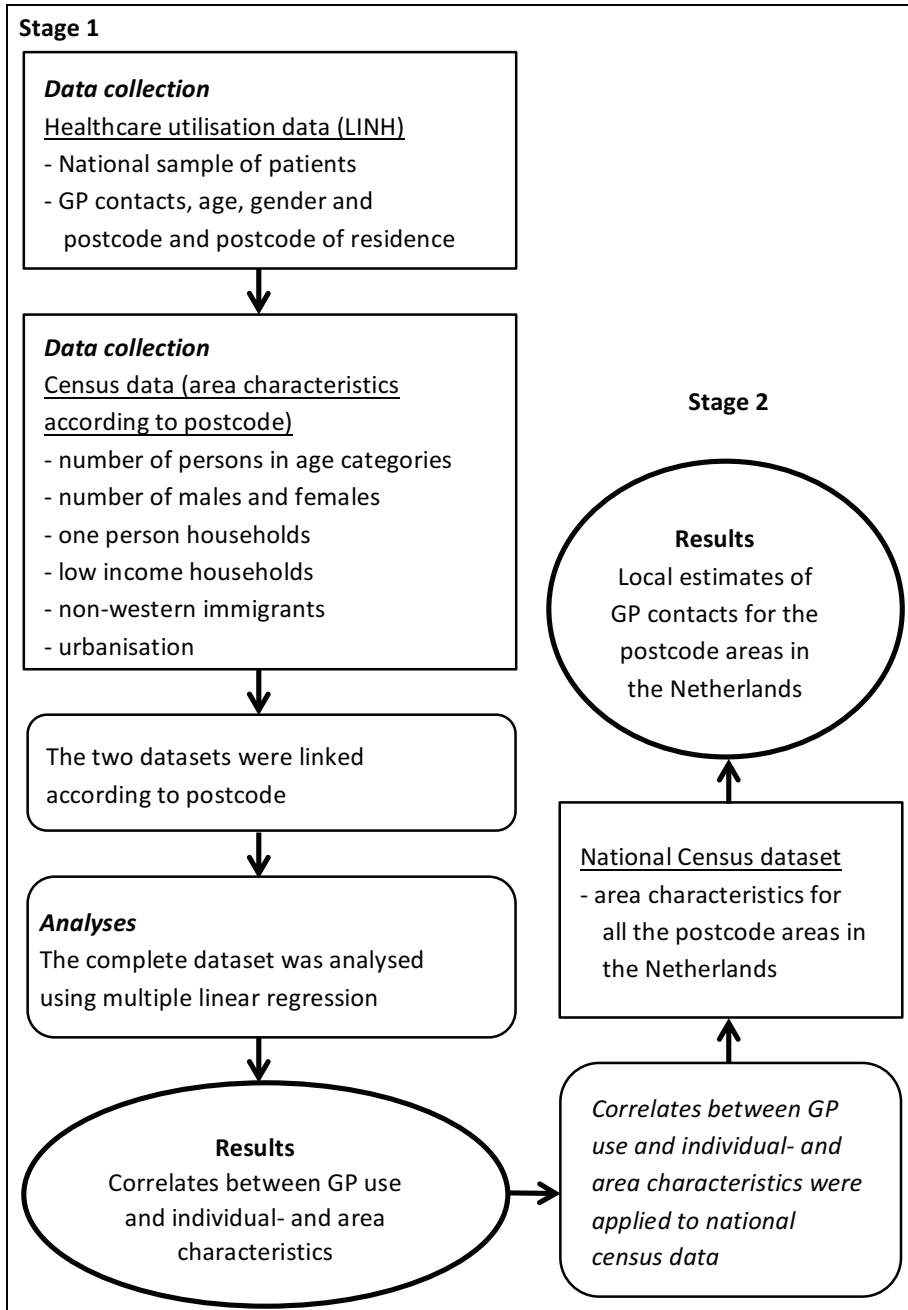 Stage 1
Data collection
Healthcare utilisation data (LINH)
- National sample of patients
- GP contacts, age, gender and
postcode and postcode of residence
Data collection
Census data (area characteristics
according to postcode)
- number of persons in age categories
- number of males and females
- one person households
- low income households
- non-western immigrants
- urbanisation
The two datasets were linked
according to postcode
Analyses
The complete dataset was analysed
using multiple linear regression
Results
Correlates between GP use
and individual- and area
characteristics
Stage 2
Correlates between GP
use and individual- and
area characteristics were
applied to national
census data
National Census dataset
- area characteristics for
all the postcode areas in
the Netherlands
Results
Local estimates of
GP contacts for the
postcode areas in
the Netherlands